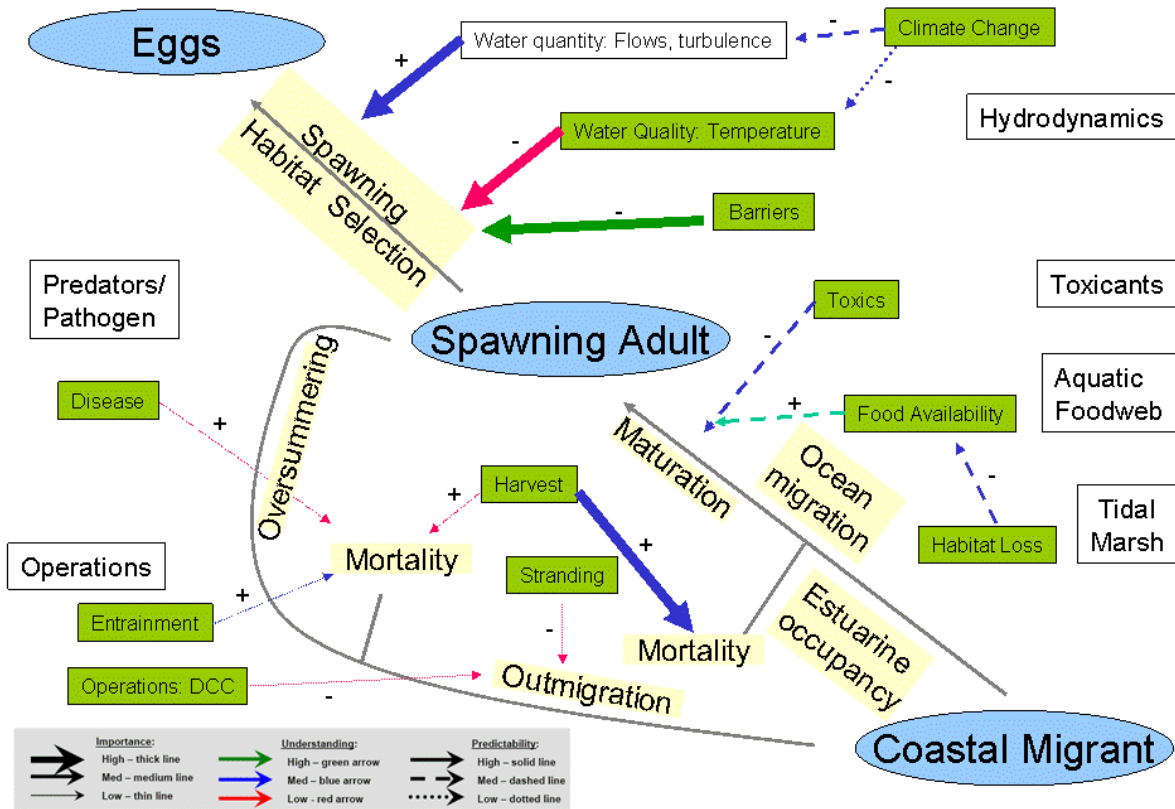 Eggs
Water quantity: Flows, turbulence
-
Climate Change
+
-
Hydrodynamics
Spawning
Habitat Selection
-
Water Quality: Temperature
-
Barriers
Predators/
Pathogen
Toxics
Toxicants
Spawning Adult
-
Oversummering
Disease
+
Aquatic
Foodweb
+
Food Availability
Maturation
Ocean
migration
-
+
Harvest
Tidal
Marsh
Habitat Loss
+
Operations
Mortality
Stranding
Entrainment
+
-
Estuarine
occupancy
Mortality
Operations: DCC
-
Outmigration
Coastal Migrant
Importance:
High – thick line
Med – medium line
Low – thin line
Understanding:
High – green arrow
Med – blue arrow
Low - red arrow
Predictability:
High – solid line
Med – dashed line
Low – dotted line